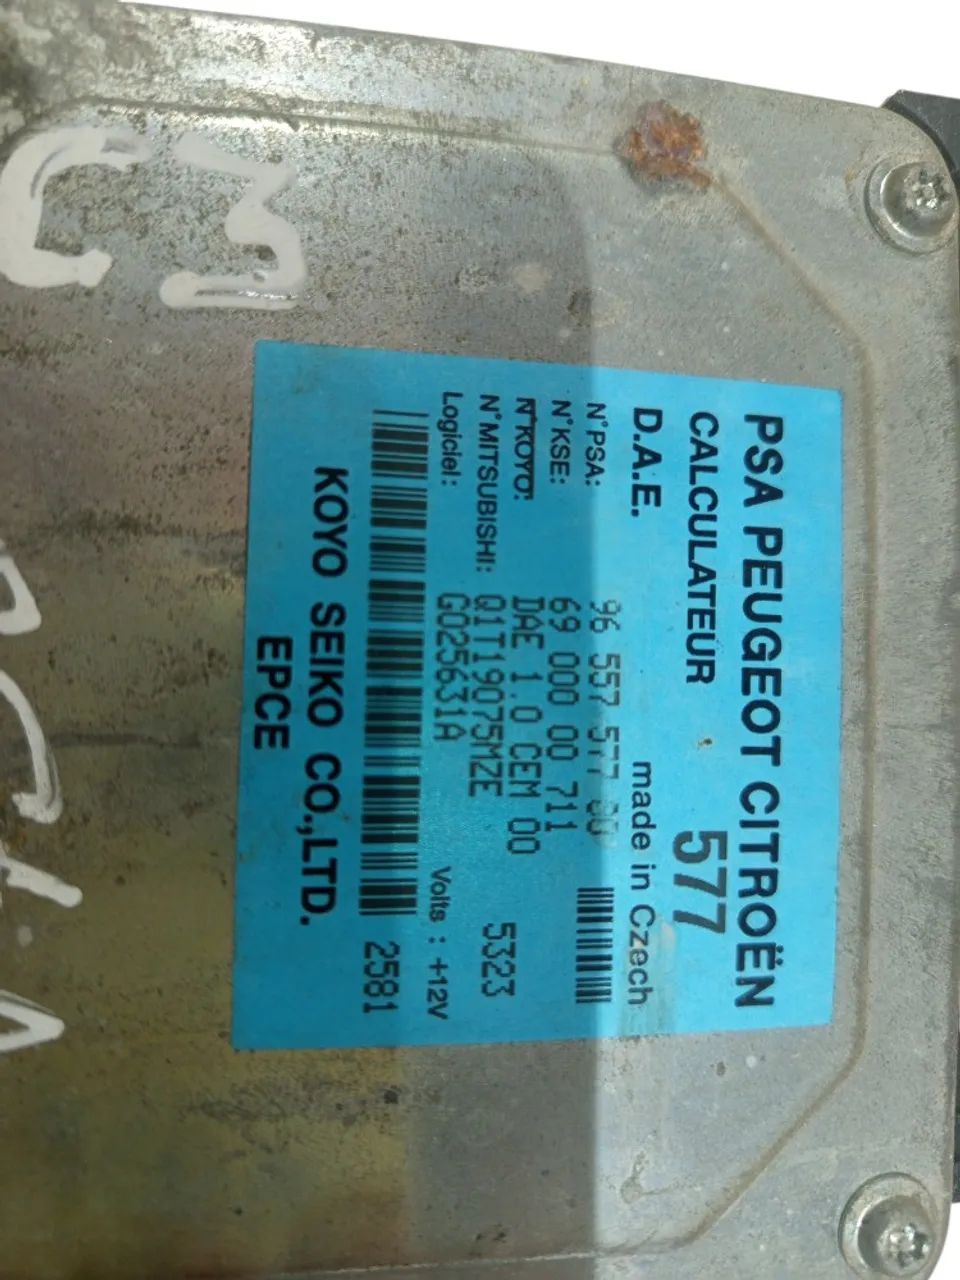 C3
PSA PEUGEOT CITROËN
CALCULATEUR 577
D.A.E. made in Czech
N°PSA: 96 557 577
N°KSE: 69 000 00 711
N°KOYO: DAE 1.0 CEM 00
N°MITSUBISHI: Q1T19075MZE 5323
Logiciel: G025631A Volts : +12V
2581
KOYO SEIKO CO.,LTD.
EPCE